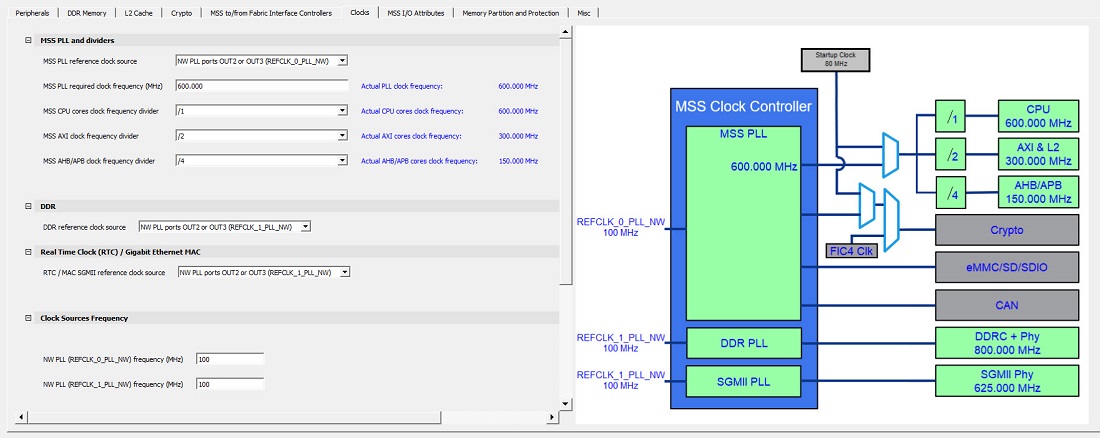 Peripherals DDR Memory L2 Cache Crypto MSS to/from Fabric Interface Controllers Clocks MSS I/O Attributes Memory Partition and Protection Misc
MSS PLL and dividers
MSS PLL reference clock source NW PLL ports OUT2 or OUT3 (REFCLK_0_PLL_NW)
MSS PLL required clock frequency (MHz) 600.000 Actual PLL clock frequency: 600.000 MHz
MSS CPU cores clock frequency divider /1 Actual CPU cores clock frequency: 600.000 MHz
MSS AXI clock frequency divider /2 Actual AXI cores clock frequency: 300.000 MHz
MSS AHB/APB clock frequency divider /4 Actual AHB/APB cores clock frequency: 150.000 MHz
DDR
DDR reference clock source NW PLL ports OUT2 or OUT3 (REFCLK_1_PLL_NW)
Real Time Clock (RTC) / Gigabit Ethernet MAC
RTC / MAC SGMII reference clock source NW PLL ports OUT2 or OUT3 (REFCLK_1_PLL_NW)
Clock Sources Frequency
NW PLL (REFCLK_0_PLL_NW) frequency (MHz) 100
NW PLL (REFCLK_1_PLL_NW) frequency (MHz) 100
Startup Clock
80 MHz
MSS Clock Controller
MSS PLL
600.000 MHz
/1
CPU
600.000 MHz
/2
AXI & L2
300.000 MHz
/4
AHB/APB
150.000 MHz
REFCLK_0_PLL_NW
100 MHz
FIC4 Clk
Crypto
eMMC/SD/SDIO
CAN
REFCLK_1_PLL_NW
100 MHz
DDR PLL
DDRC + Phy
800.000 MHz
REFCLK_1_PLL_NW
100 MHz
SGMII PLL
SGMII Phy
625.000 MHz